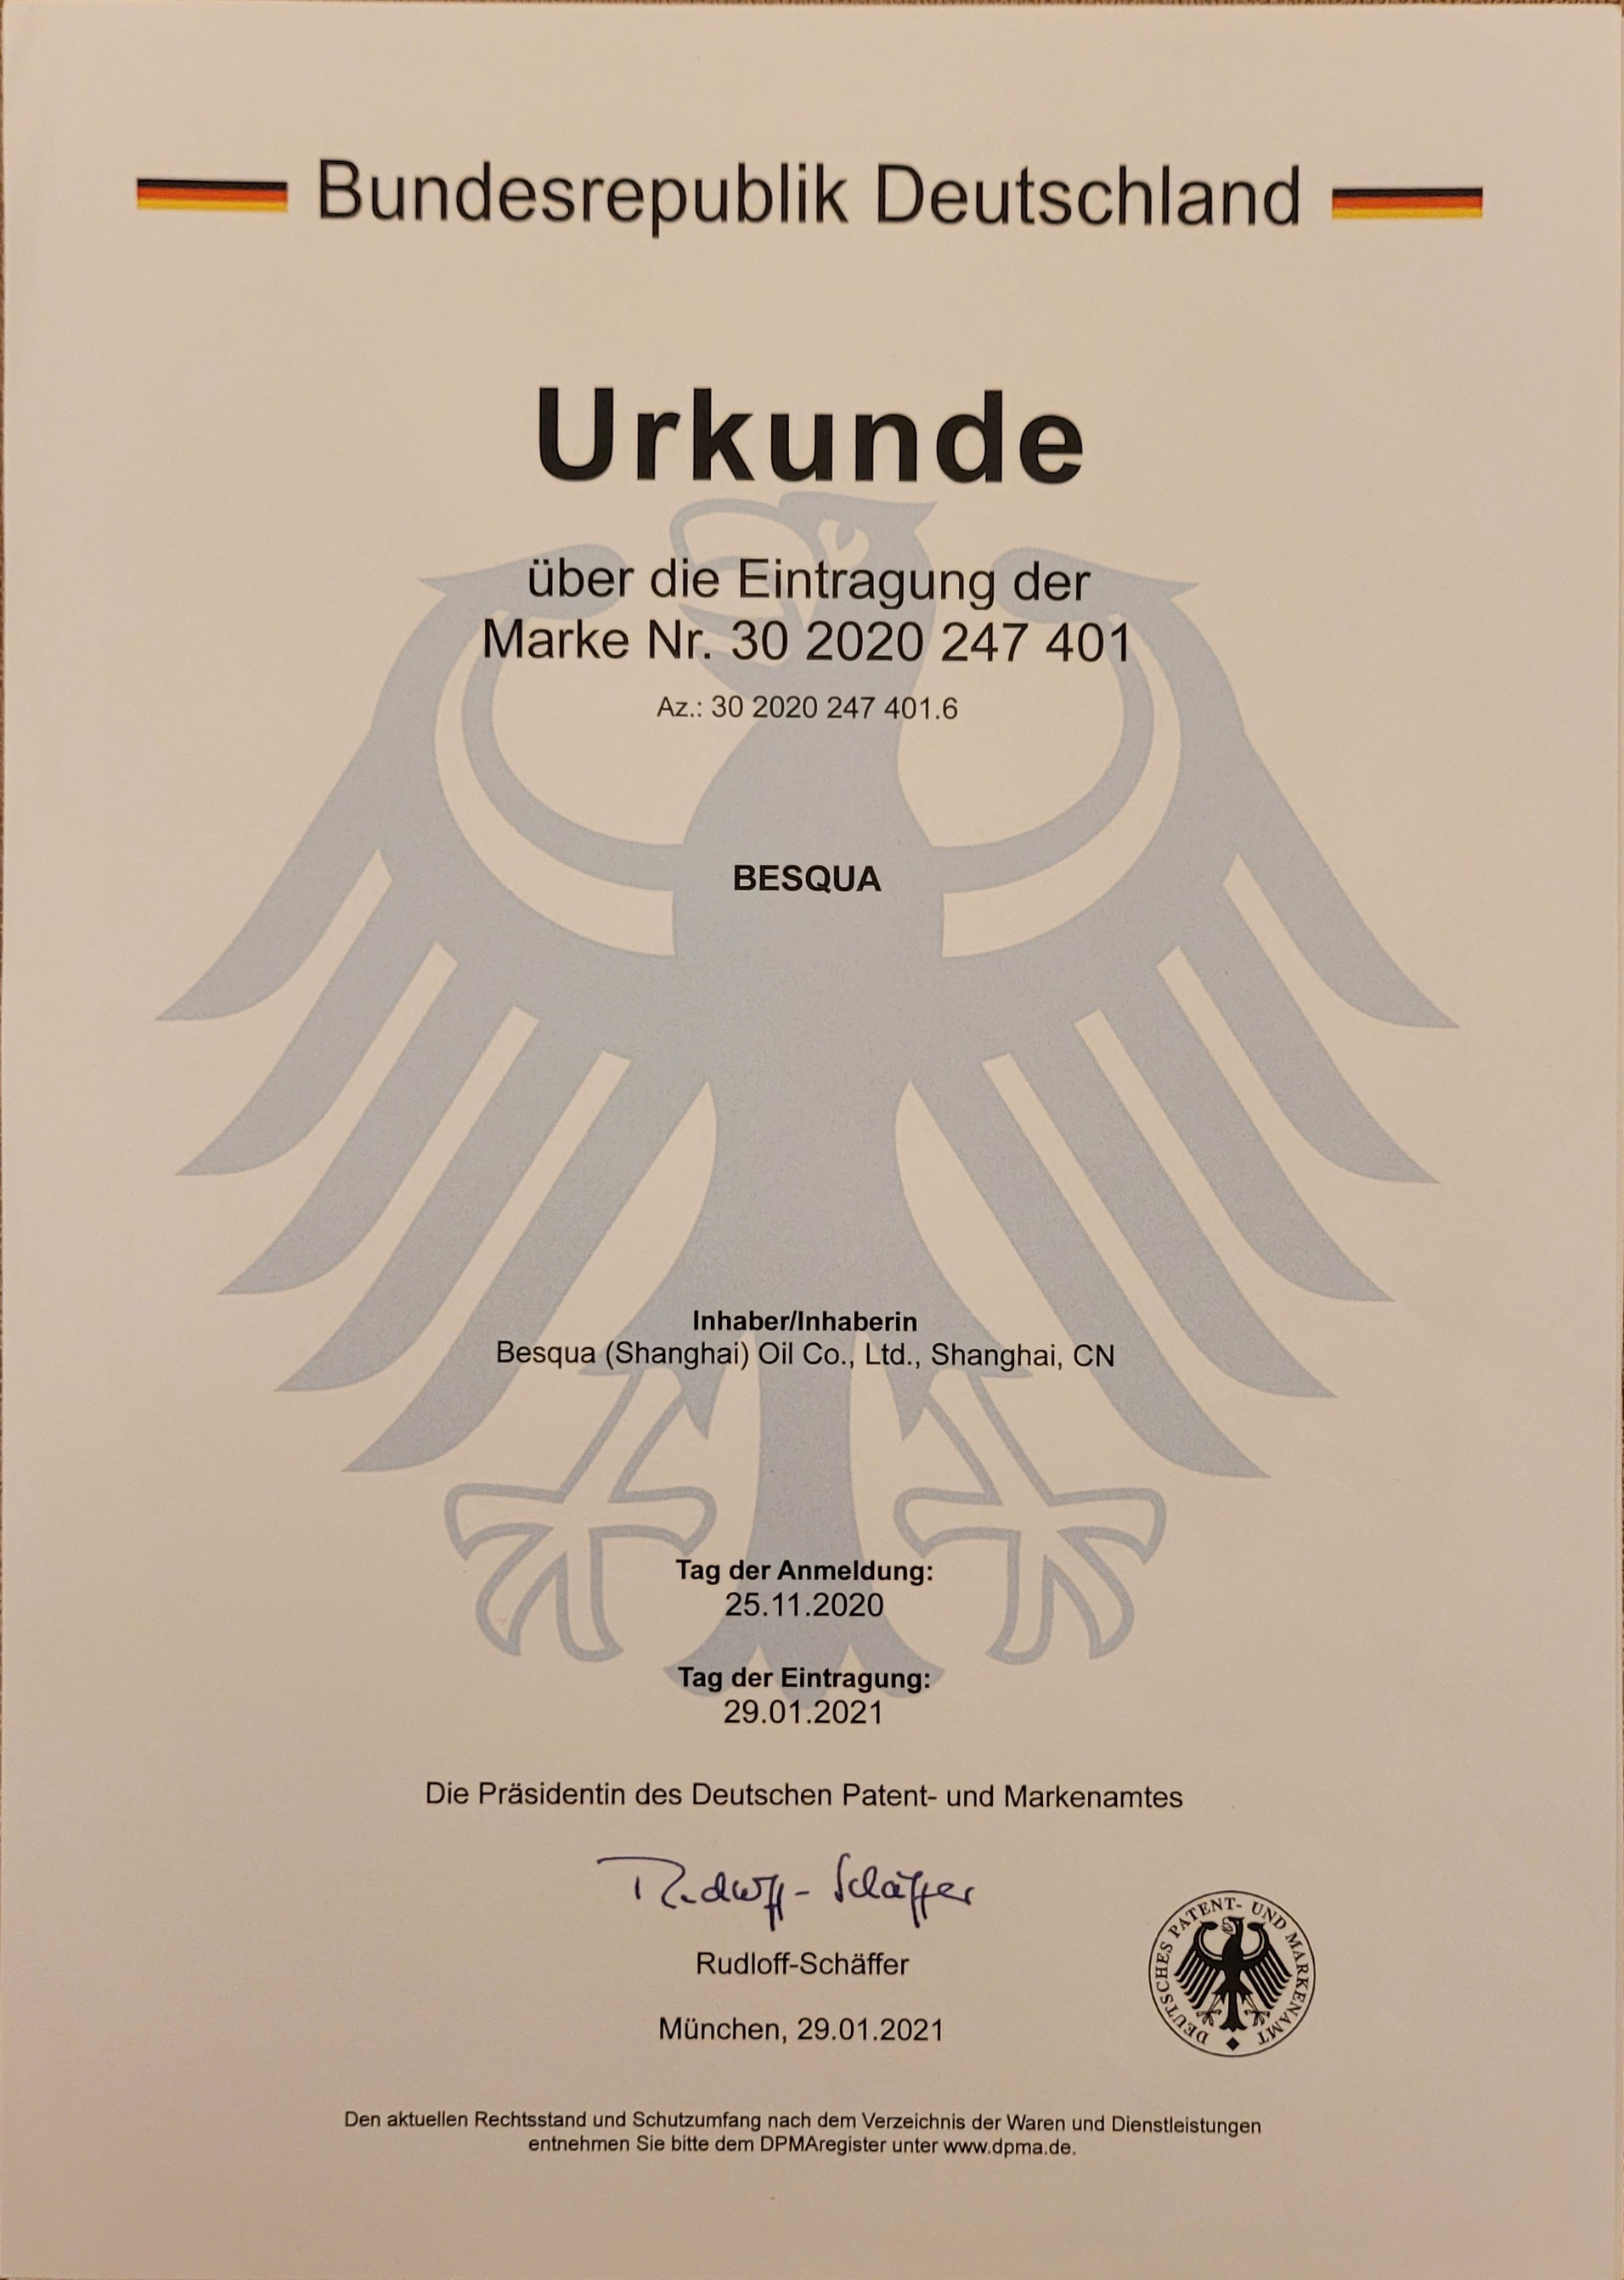 Bundesrepublik Deutschland
Urkunde
über die Eintragung der
Marke Nr. 30 2020 247 401
Az.: 30 2020 247 401.6
BESQUA
Inhaber/Inhaberin
Besqua (Shanghai) Oil Co., Ltd., Shanghai, CN
Tag der Anmeldung:
25.11.2020
Tag der Eintragung:
29.01.2021
Die Präsidentin des Deutschen Patent- und Markenamtes
Rudloff-Schäffer
Rudloff-Schäffer
München, 29.01.2021
DEUTSCHES PATENT- UND MARKENAMT
Den aktuellen Rechtsstand und Schutzumfang nach dem Verzeichnis der Waren und Dienstleistungen
entnehmen Sie bitte dem DPMAregister unter www.dpma.de.